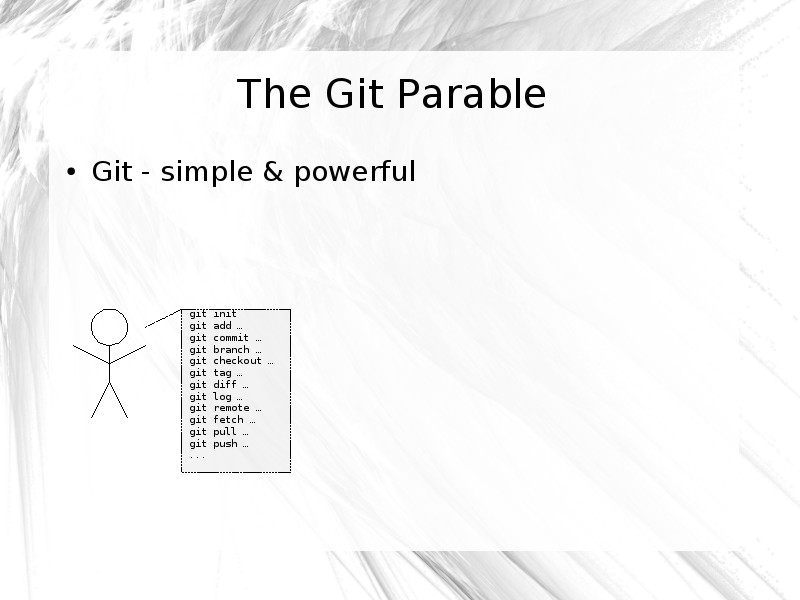 The Git Parable
• Git - simple & powerful
git init
git add …
git commit …
git branch …
git checkout …
git tag …
git diff …
git log …
git remote …
git fetch …
git pull …
git push …
...